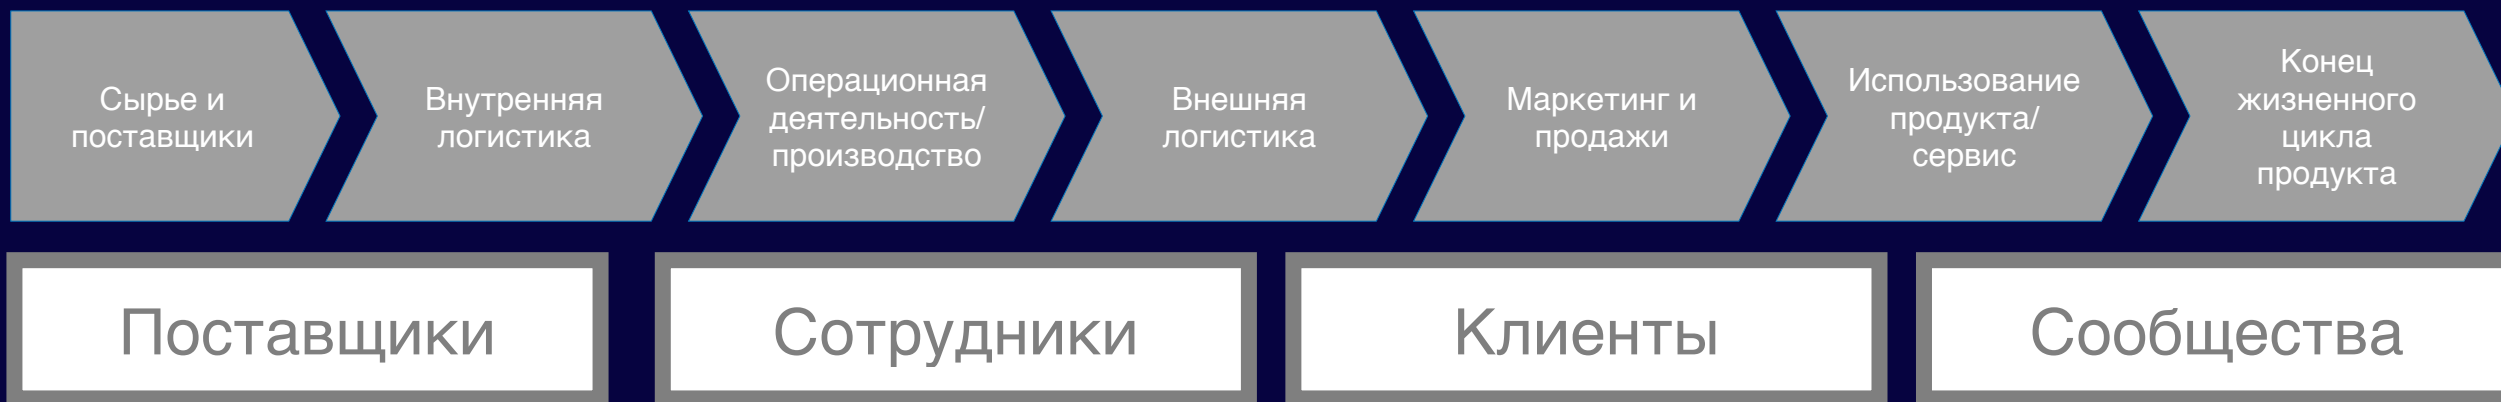 Сырье и
поставщики
Внутренняя
логистика
Операционная
деятельность/
производство
Внешняя
логистика
Маркетинг и
продажи
Использование
продукта/
сервис
Конец
жизненного
цикла
продукта
Поставщики
Сотрудники
Клиенты
Сообщества